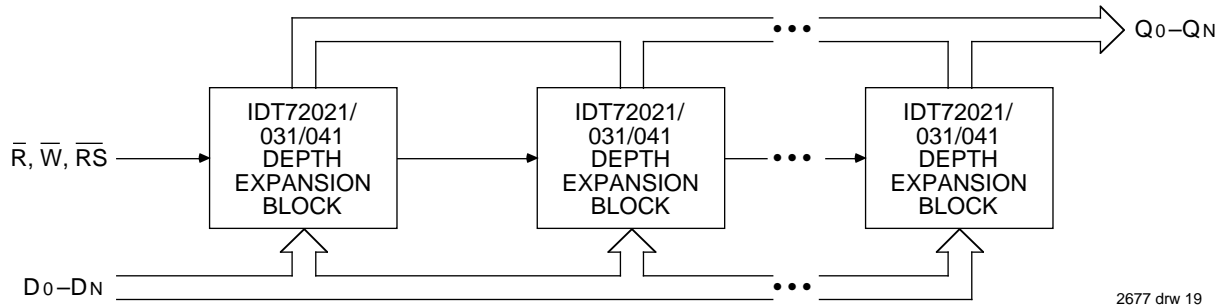 Q0–QN
IDT72021/
031/041
DEPTH
EXPANSION
BLOCK
IDT72021/
031/041
DEPTH
EXPANSION
BLOCK
IDT72021/
031/041
DEPTH
EXPANSION
BLOCK
R̅, W̅, R̅S̅
D0–DN
2677 drw 19